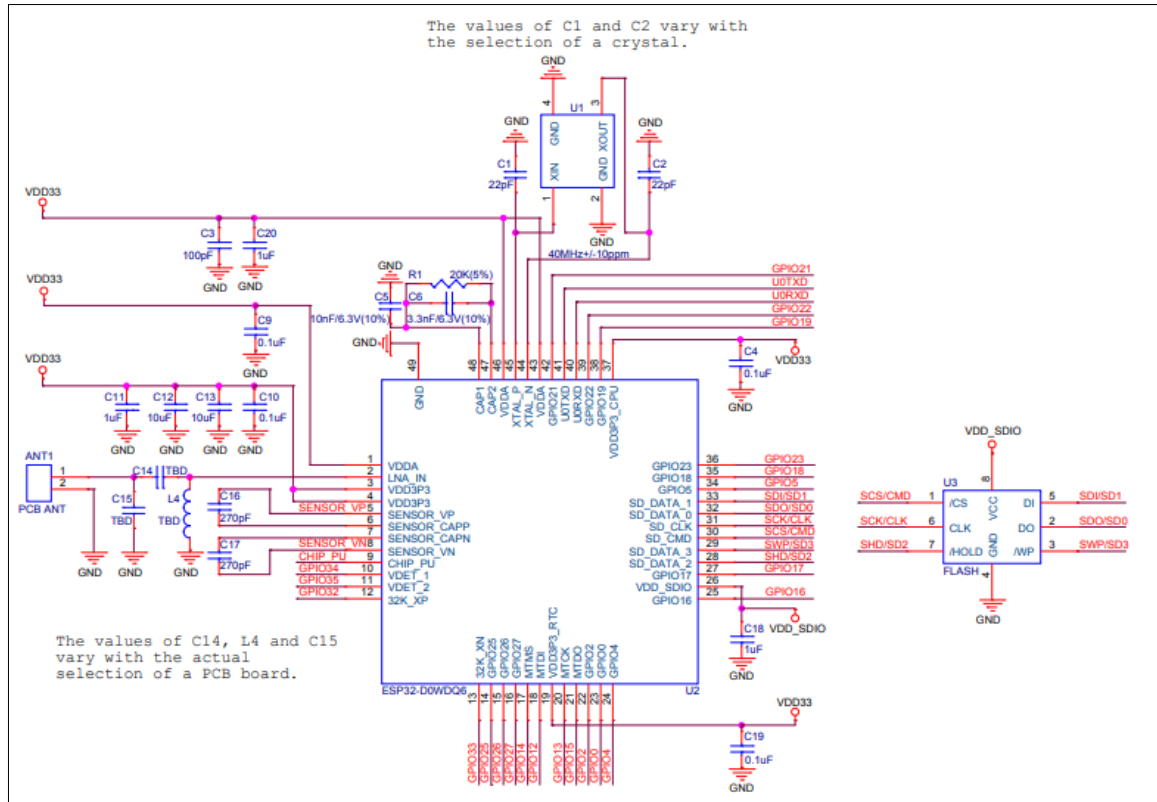 The values of C1 and C2 vary with
the selection of a crystal.
GND
4
3
U1
GND
XOUT
XIN
GND
1
2
GND
GND
C1
22pF
GND
C2
22pF
40MHz+/-10ppm
VDD33
C3
100pF
GND
C20
1uF
GND
VDD33
C9
0.1uF
GND
GND
R1
20K(5%)
C5
10nF/6.3V(10%)
C6
3.3nF/6.3V(10%)
GND
GPIO21
U0TXD
U0RXD
GPIO22
GPIO19
C4
0.1uF
GND
VDD33
VDD33
C11
1uF
GND
C12
10uF
GND
C13
10uF
GND
C10
0.1uF
GND
49
48
47
46
45
44
43
42
41
40
39
38
37
GND
CAP1
CAP2
VDDA
XTAL_P
XTAL_N
VDDA
GPIO21
U0TXD
U0RXD
GPIO22
GPIO19
VDD3P3_CPU
ANT1
1
2
PCB ANT
C14
TBD
C15
TBD
L4
TBD
GND
GND
GND
C16
270pF
C17
270pF
1 VDDA
2 LNA_IN
3 VDD3P3
4 VDD3P3
SENSOR_VP 5 SENSOR_VP
6 SENSOR_CAPP
7 SENSOR_CAPN
SENSOR_VN 8 SENSOR_VN
CHIP_PU 9 CHIP_PU
GPIO34 10 VDET_1
GPIO35 11 VDET_2
GPIO32 12 32K_XP
GPIO23 36 GPIO23
GPIO18 35 GPIO18
GPIO5 34 GPIO5
SD_DATA_1 33 SDI/SD1
SD_DATA_0 32 SDO/SD0
SD_CLK 31 SCK/CLK
SD_CMD 30 SCS/CMD
SD_DATA_3 29 SWP/SD3
SD_DATA_2 28 SHD/SD2
GPIO17 27 GPIO17
VDD_SDIO 26
GPIO16 25 GPIO16
VDD_SDIO
C18
1uF
GND
VDD_SDIO
8
U3
SCS/CMD 1 /CS
VCC
DI 5 SDI/SD1
SCK/CLK 6 CLK
DO 2 SDO/SD0
SHD/SD2 7 /HOLD
GND
/WP 3 SWP/SD3
FLASH
4
GND
The values of C14, L4 and C15
vary with the actual
selection of a PCB board.
32K_XN
GPIO25
GPIO26
GPIO27
MTMS
MTDI
VDD3P3_RTC
MTCK
MTDO
GPIO2
GPIO0
GPIO4
ESP32-D0WDQ6
U2
13
14
15
16
17
18
19
20
21
22
23
24
GPIO33
GPIO25
GPIO26
GPIO27
GPIO14
GPIO12
GPIO13
GPIO15
GPIO2
GPIO0
GPIO4
VDD33
C19
0.1uF
GND